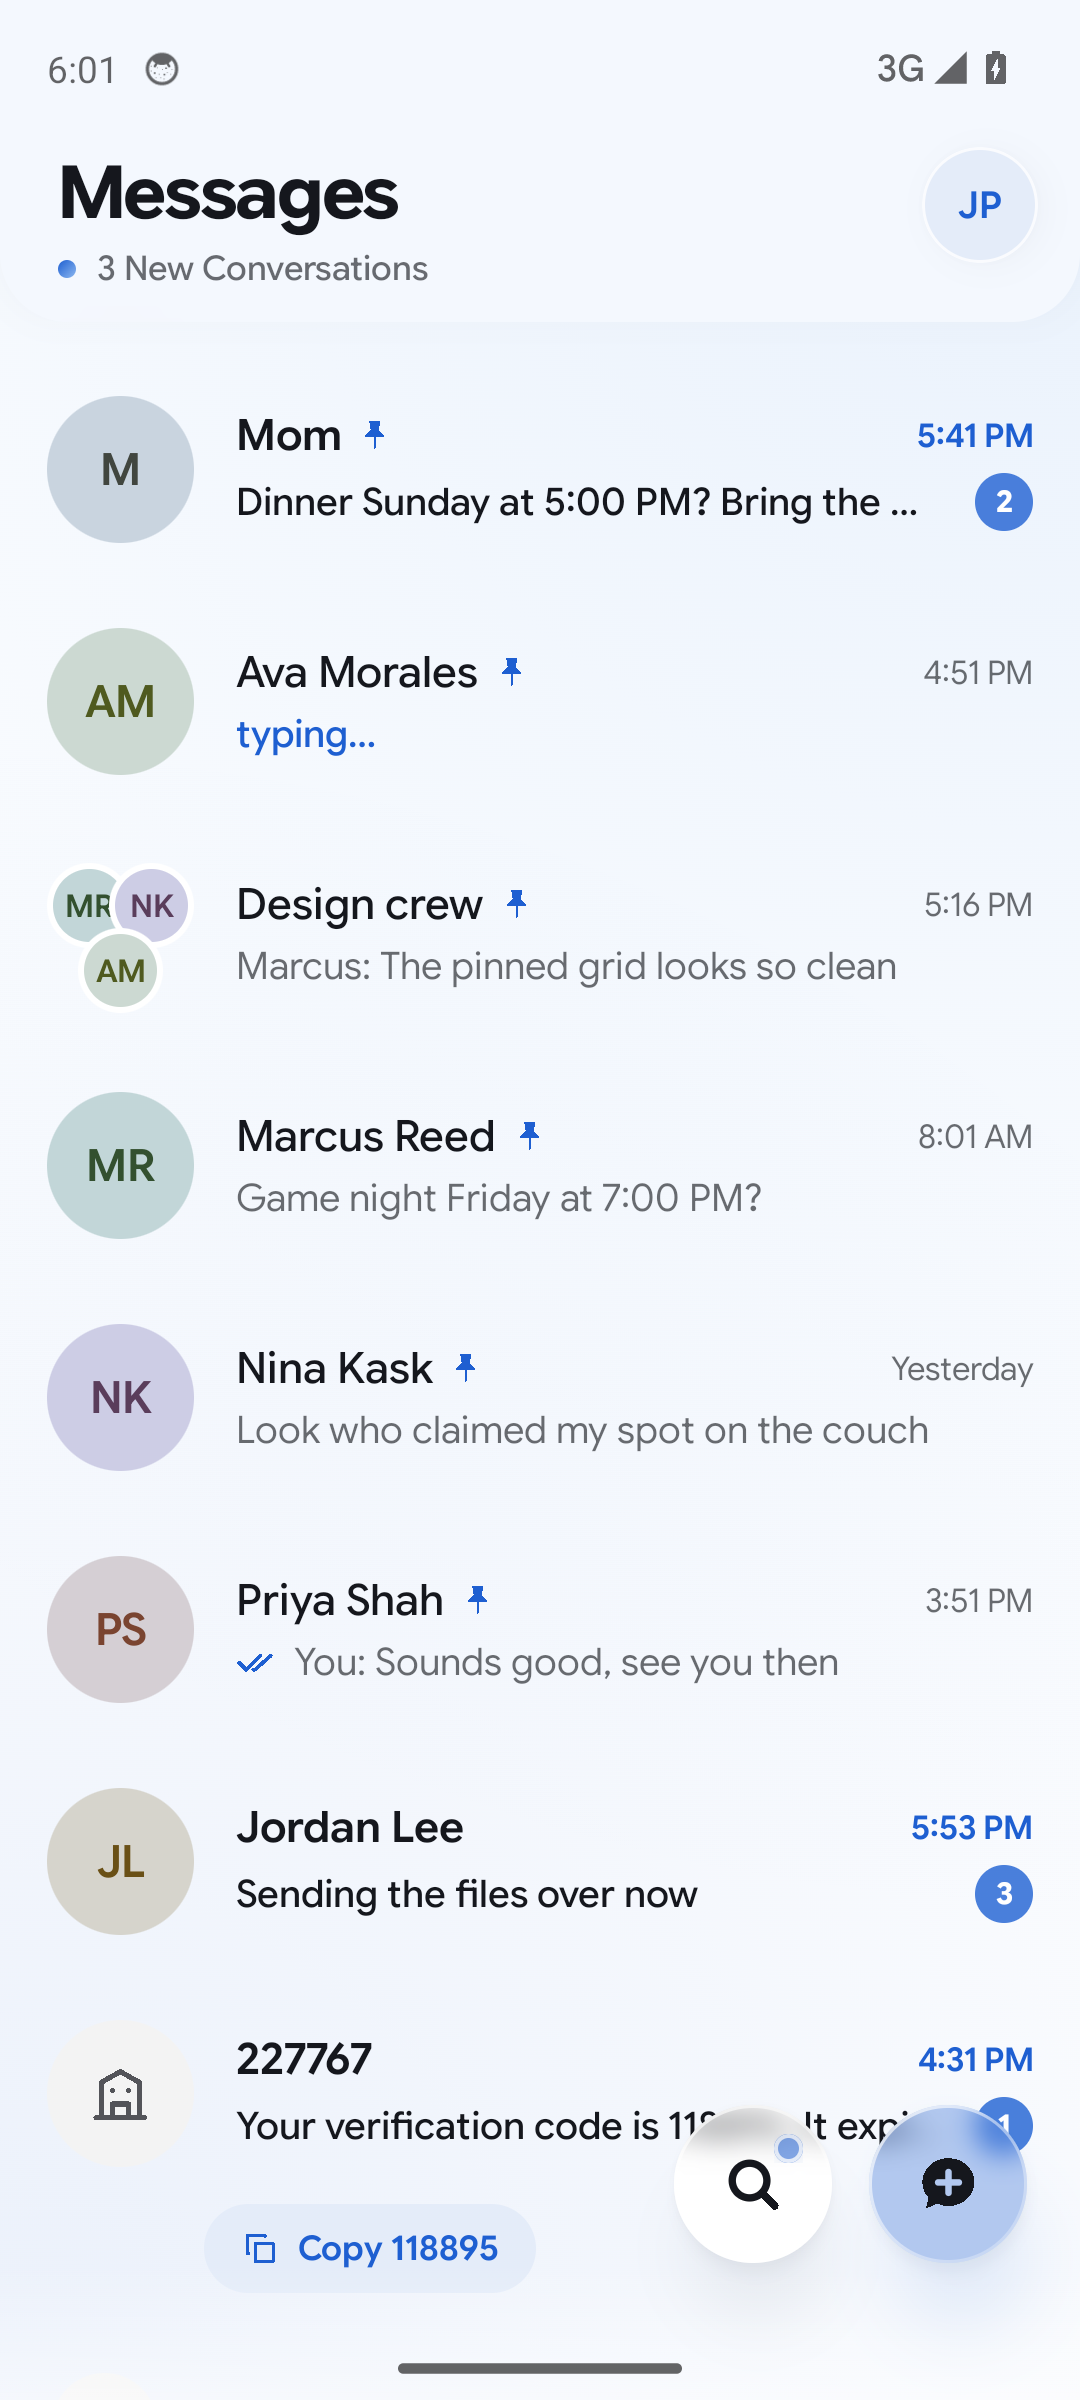 6:01
3G
Messages
JP
3 New Conversations
M
Mom
5:41 PM
Dinner Sunday at 5:00 PM? Bring the ...
2
AM
Ava Morales
4:51 PM
typing...
MR
NK
AM
Design crew
5:16 PM
Marcus: The pinned grid looks so clean
MR
Marcus Reed
8:01 AM
Game night Friday at 7:00 PM?
NK
Nina Kask
Yesterday
Look who claimed my spot on the couch
PS
Priya Shah
3:51 PM
You: Sounds good, see you then
JL
Jordan Lee
5:53 PM
Sending the files over now
3
227767
4:31 PM
Your verification code is
1
Copy 118895